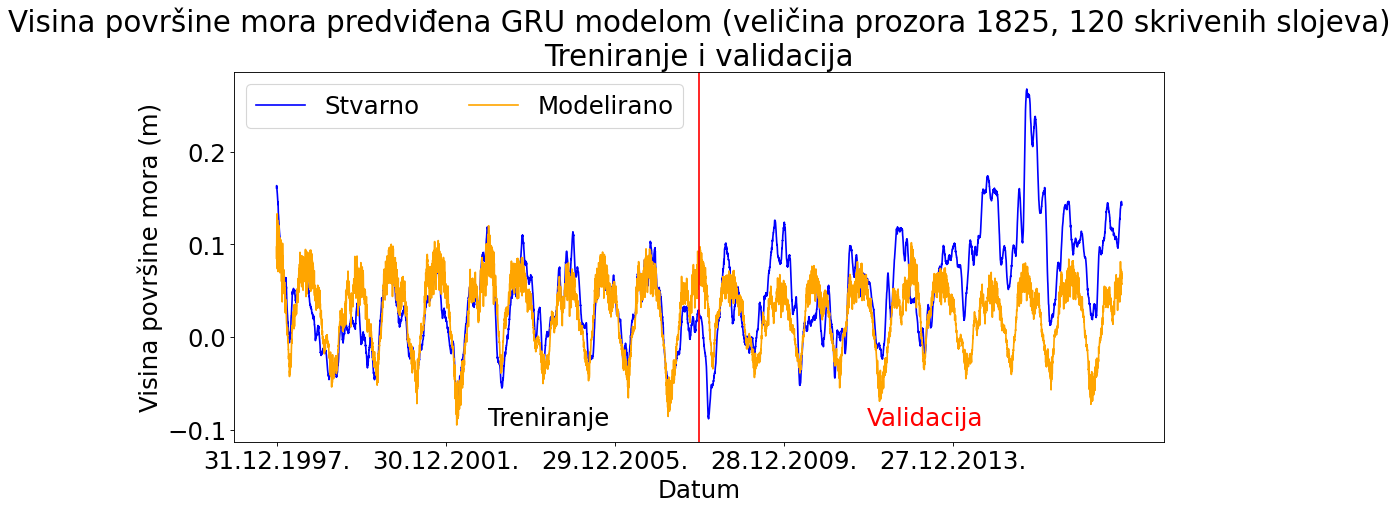 Visina površine mora predviđena GRU modelom (veličina prozora 1825, 120 skrivenih slojeva)
Treniranje i validacija
Stvarno
Modelirano
Visina površine mora (m)
0.2
0.1
0.0
−0.1
Treniranje
Validacija
31.12.1997.
30.12.2001.
29.12.2005.
28.12.2009.
27.12.2013.
Datum